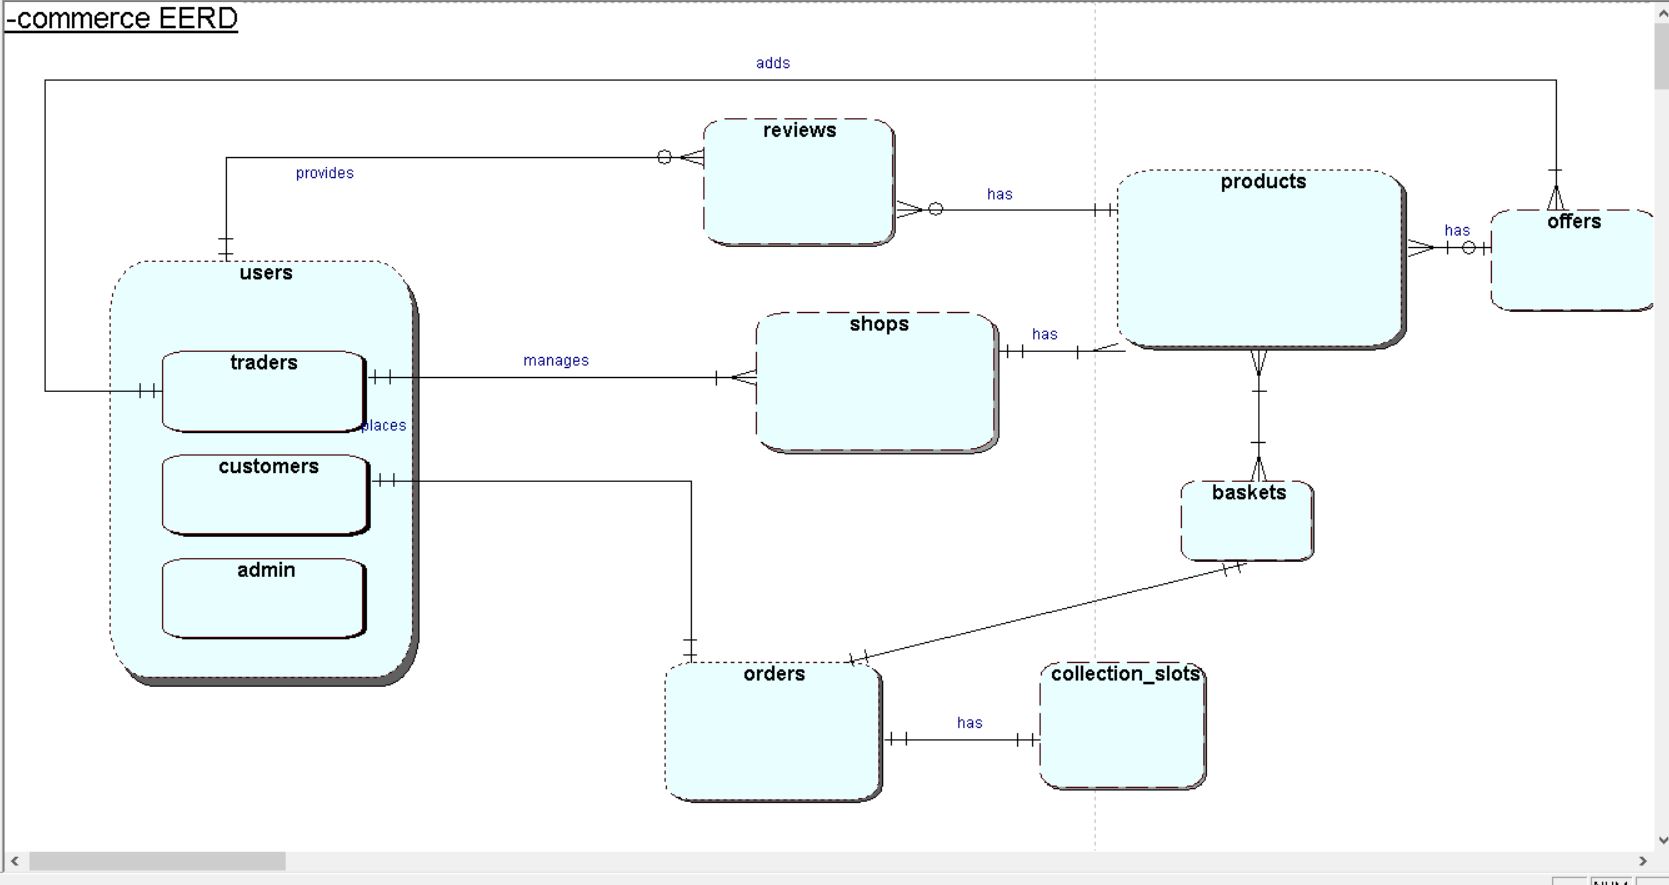 -commerce EERD
adds
reviews
provides
has
products
offers
has
users
shops
has
traders
manages
places
customers
baskets
admin
orders
collection_slots
has
NUM